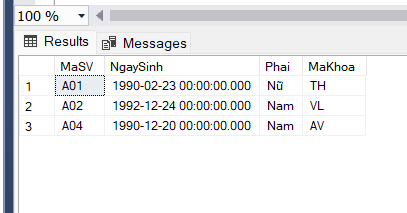 100 %
Results Messages
MaSV NgaySinh Phai MaKhoa
1 A01 1990-02-23 00:00:00.000 Nữ TH
2 A02 1992-12-24 00:00:00.000 Nam VL
3 A04 1990-12-20 00:00:00.000 Nam AV